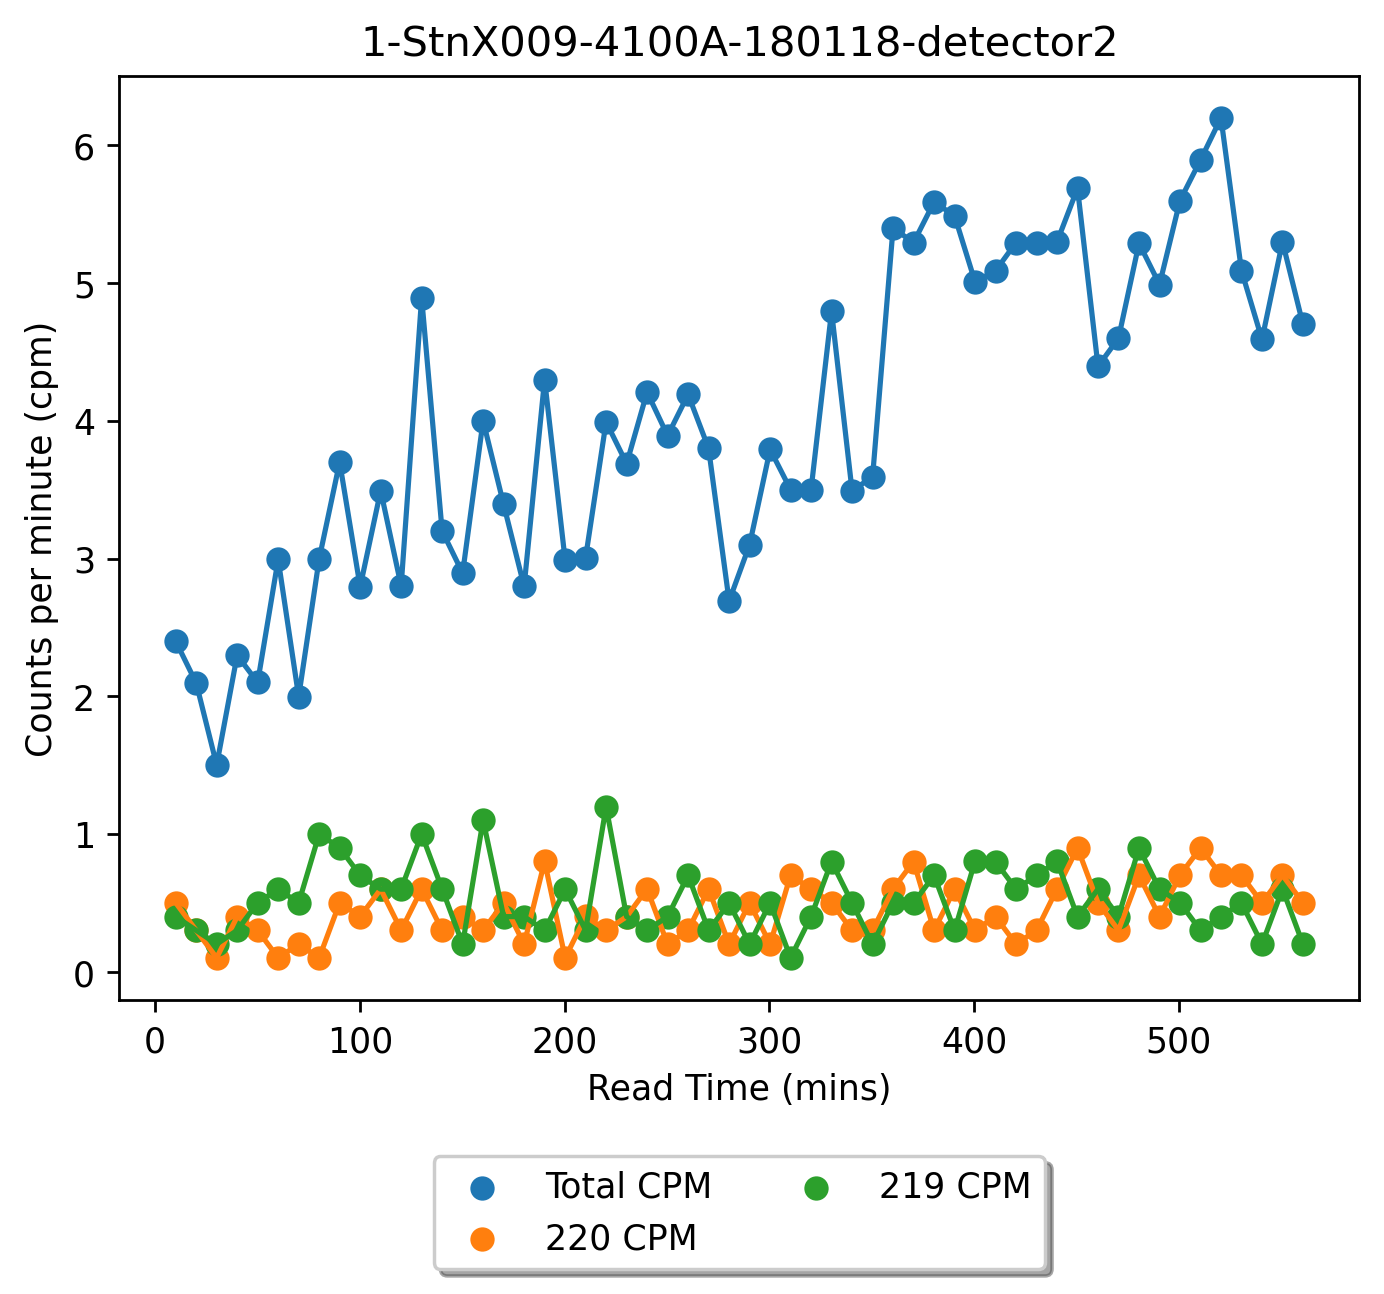 1-StnX009-4100A-180118-detector2
6
5
4
3
2
1
0
Counts per minute (cpm)
0 100 200 300 400 500
Read Time (mins)
Total CPM
220 CPM
219 CPM